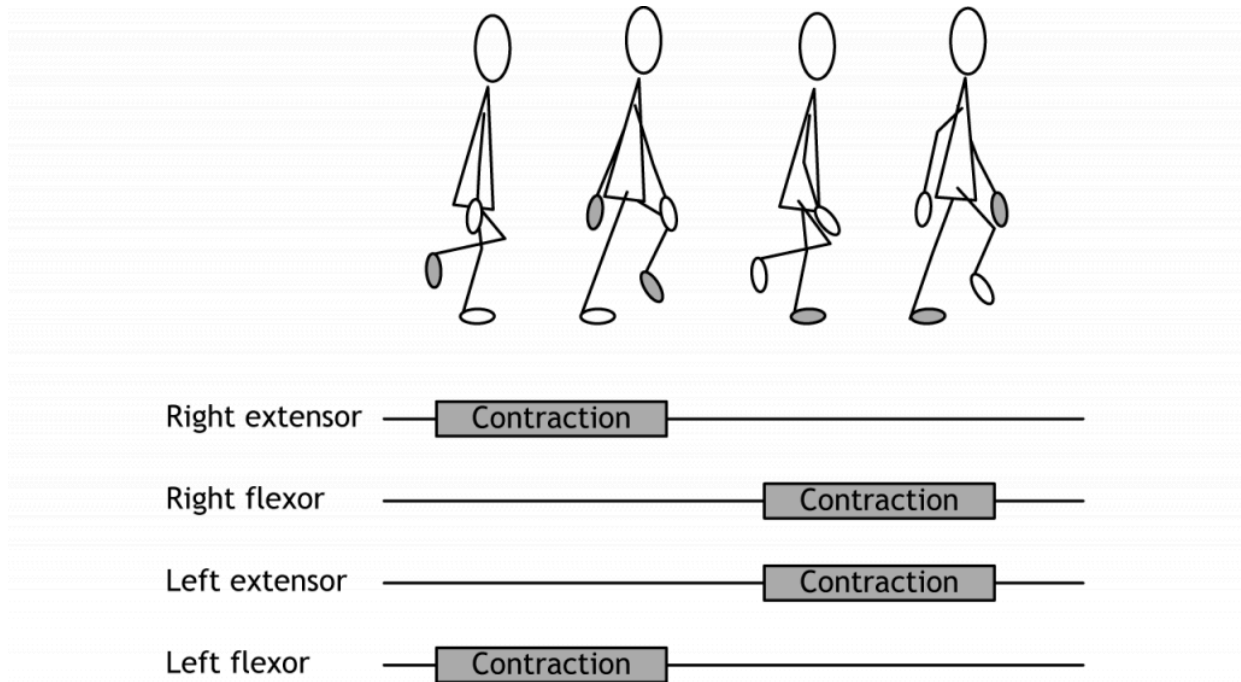 Right extensor Contraction
Right flexor Contraction
Left extensor Contraction
Left flexor Contraction